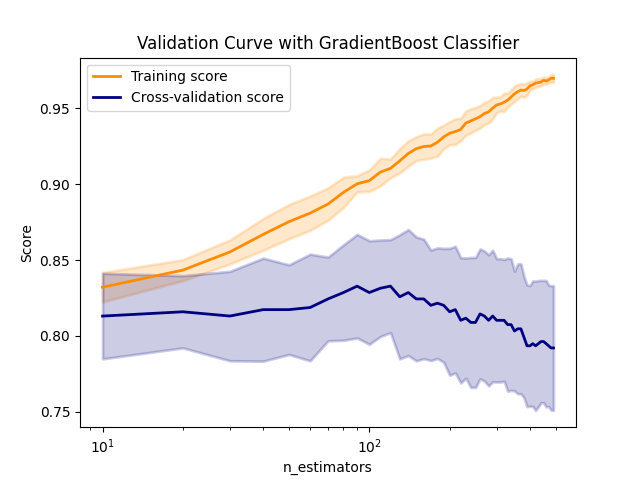 Validation Curve with GradientBoost Classifier
Training score
Cross-validation score
0.95
0.90
0.85
0.80
0.75
Score
10¹
10²
n_estimators